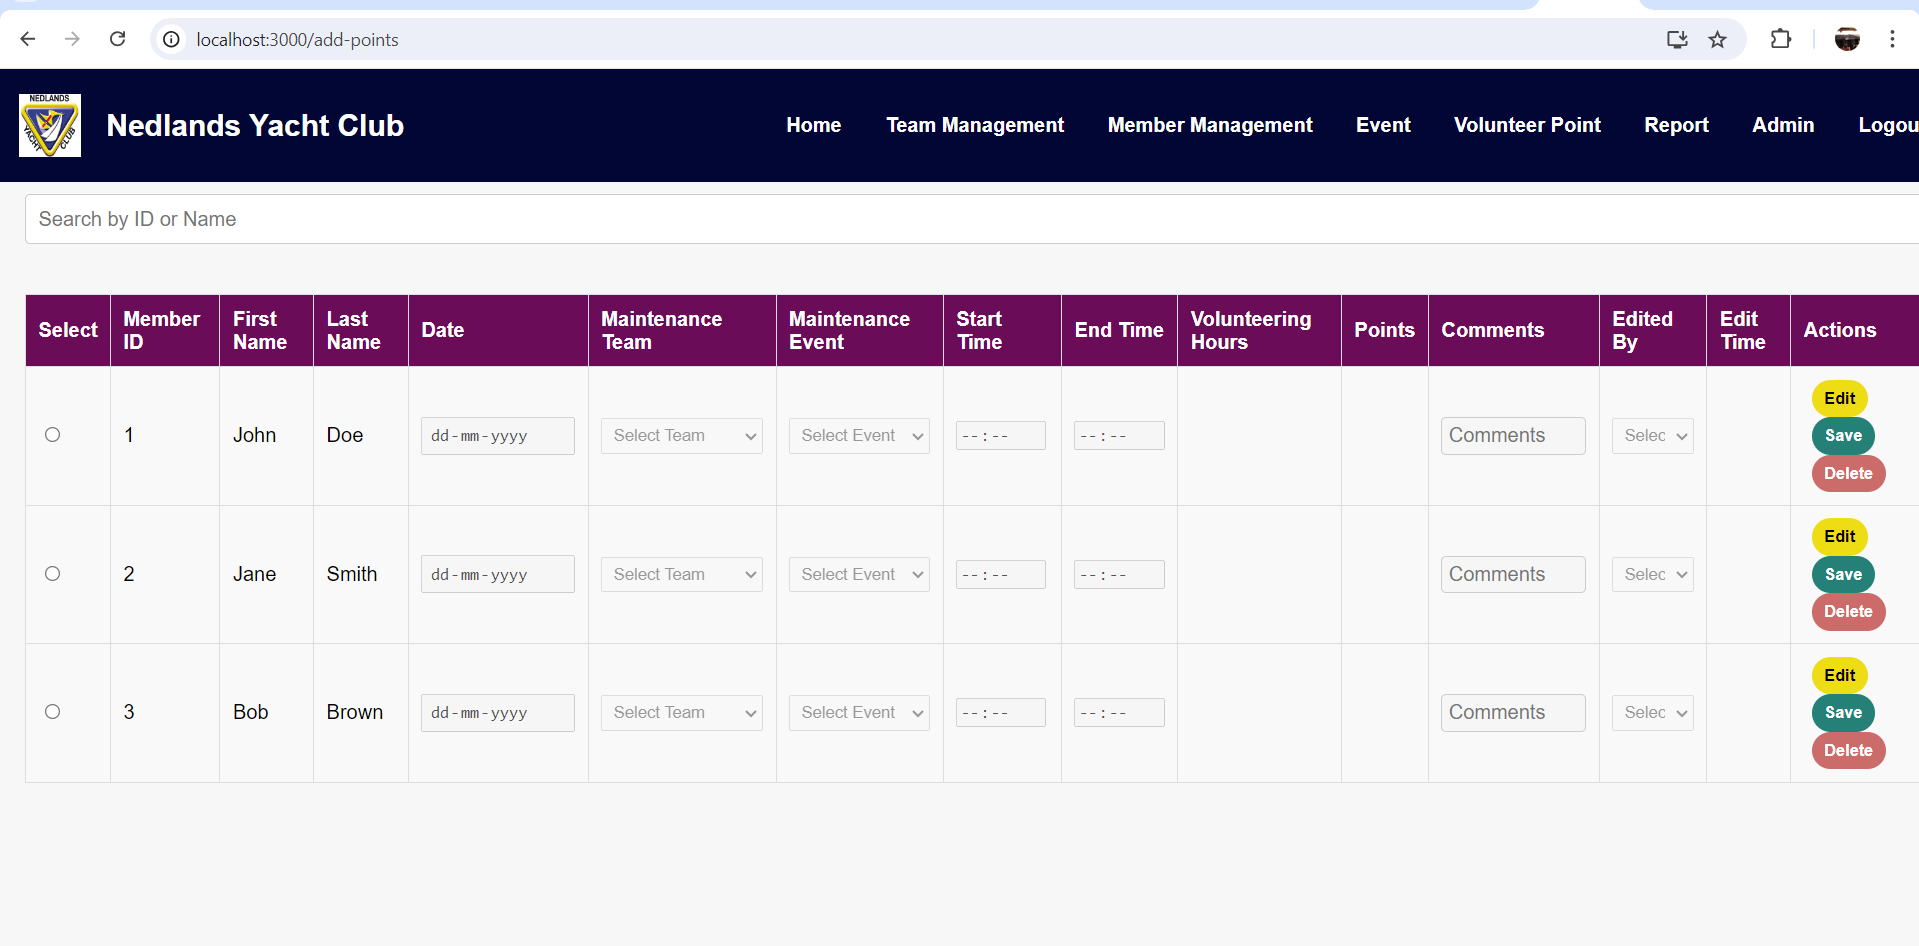 localhost:3000/add-points
NEDLANDS
YACHT CLUB
Nedlands Yacht Club
Home Team Management Member Management Event Volunteer Point Report Admin Logou
Search by ID or Name
Select Member ID First Name Last Name Date Maintenance Team Maintenance Event Start Time End Time Volunteering Hours Points Comments Edited By Edit Time Actions
1 John Doe dd-mm-yyyy Select Team Select Event --:-- --:-- Comments Selec Edit
Save
Delete
2 Jane Smith dd-mm-yyyy Select Team Select Event --:-- --:-- Comments Selec Edit
Save
Delete
3 Bob Brown dd-mm-yyyy Select Team Select Event --:-- --:-- Comments Selec Edit
Save
Delete